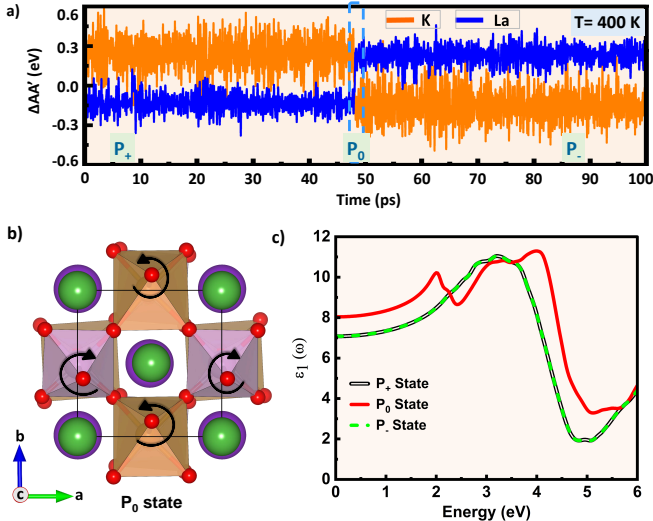 a)
K La
T= 400 K
ΔAA' (eV)
0.6
0.3
0.0
-0.3
-0.6
P+ P0 P-
0 10 20 30 40 50 60 70 80 90 100
Time (ps)
b)
b
c a
P0 state
c)
ε1 (ω)
12
10
8
6
4
2
0
P+ State
P0 State
P- State
0 1 2 3 4 5 6
Energy (eV)